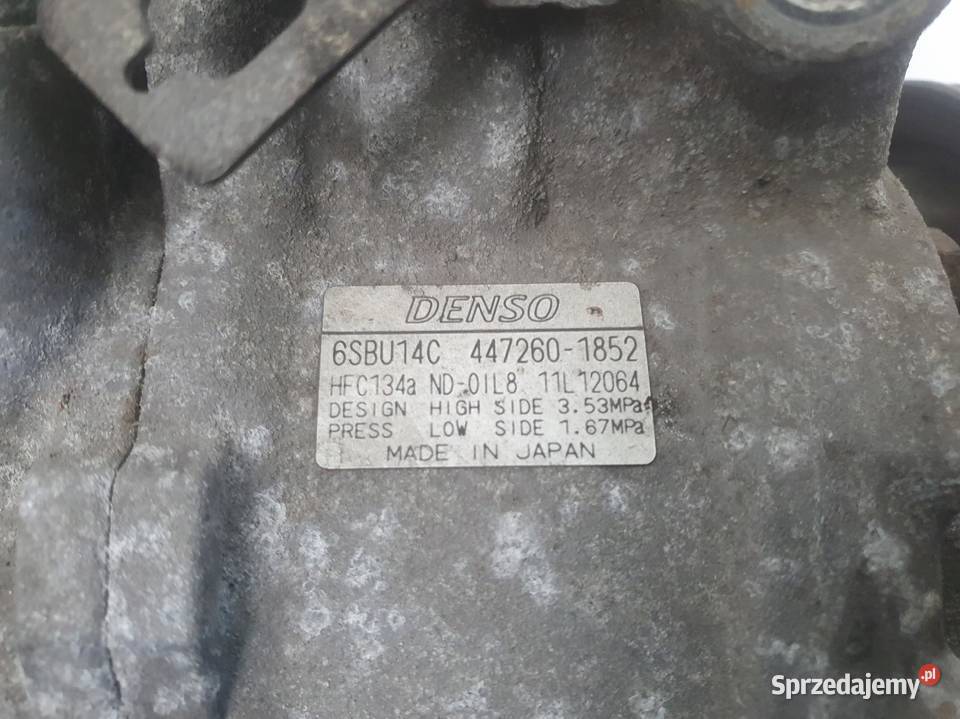 DENSO
6SBU14C 447260-1852
HFC134a ND-OIL8 11L12064
DESIGN HIGH SIDE 3.53MPa
PRESS LOW SIDE 1.67MPa
MADE IN JAPAN
Sprzedajemy.pl